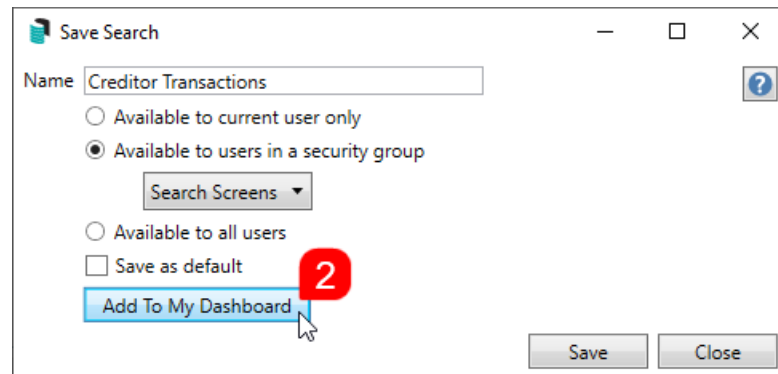 Save Search
Name Creditor Transactions
?
Available to current user only
Available to users in a security group
Search Screens
Available to all users
Save as default
2
Add To My Dashboard
Save Close